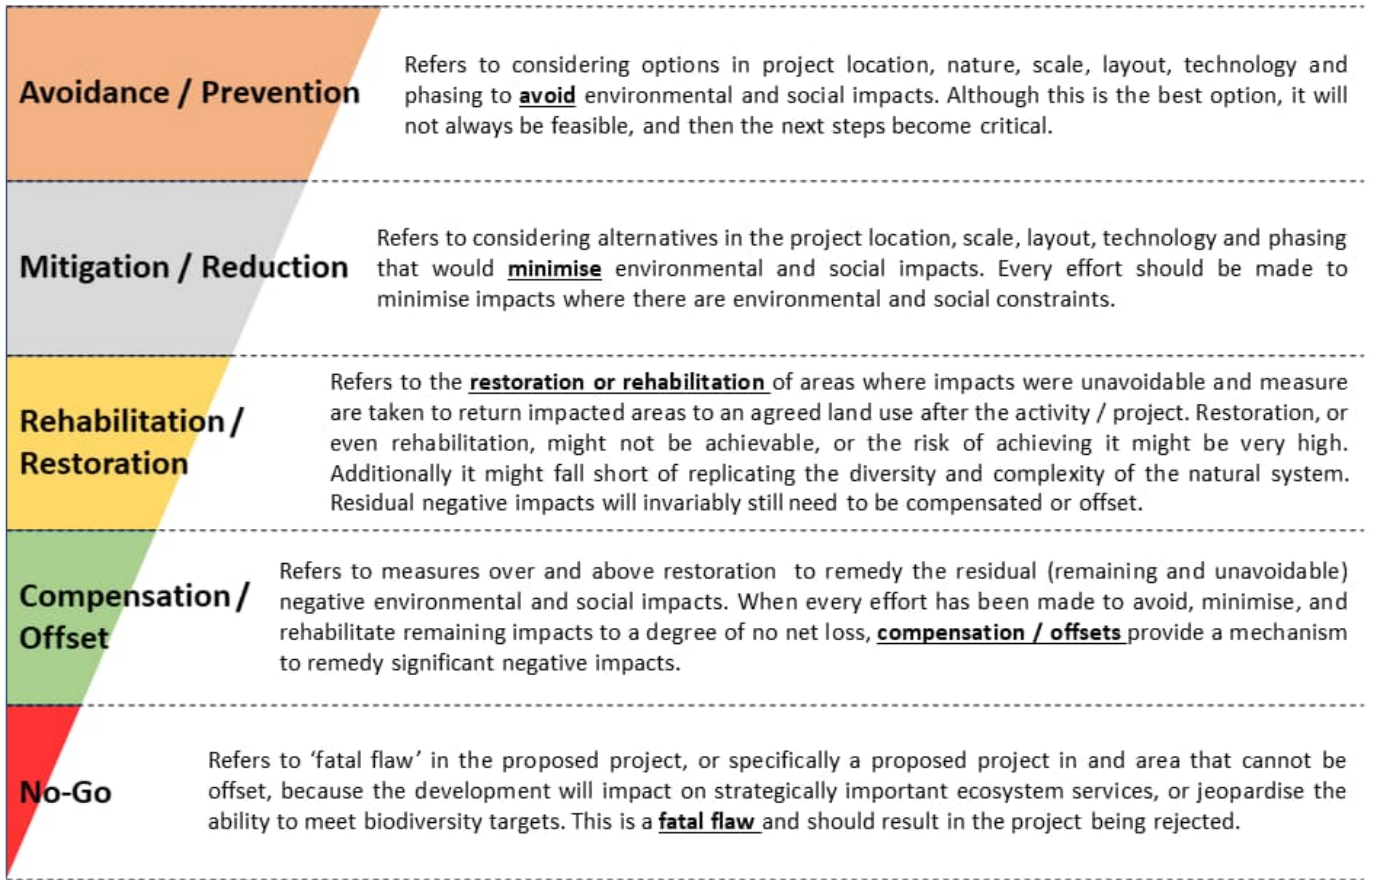 Avoidance / Prevention
Refers to considering options in project location, nature, scale, layout, technology and
phasing to avoid environmental and social impacts. Although this is the best option, it will
not always be feasible, and then the next steps become critical.
Mitigation / Reduction
Refers to considering alternatives in the project location, scale, layout, technology and phasing
that would minimise environmental and social impacts. Every effort should be made to
minimise impacts where there are environmental and social constraints.
Rehabilitation /
Restoration
Refers to the restoration or rehabilitation of areas where impacts were unavoidable and measure
are taken to return impacted areas to an agreed land use after the activity / project. Restoration, or
even rehabilitation, might not be achievable, or the risk of achieving it might be very high.
Additionally it might fall short of replicating the diversity and complexity of the natural system.
Residual negative impacts will invariably still need to be compensated or offset.
Compensation /
Offset
Refers to measures over and above restoration to remedy the residual (remaining and unavoidable)
negative environmental and social impacts. When every effort has been made to avoid, minimise, and
rehabilitate remaining impacts to a degree of no net loss, compensation / offsets provide a mechanism
to remedy significant negative impacts.
No-Go
Refers to ‘fatal flaw’ in the proposed project, or specifically a proposed project in and area that cannot be
offset, because the development will impact on strategically important ecosystem services, or jeopardise the
ability to meet biodiversity targets. This is a fatal flaw and should result in the project being rejected.